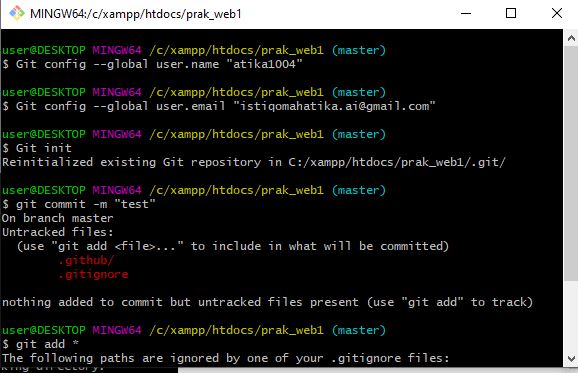 MINGW64:/c/xampp/htdocs/prak_web1
user@DESKTOP MINGW64 /c/xampp/htdocs/prak_web1 (master)
$ Git config --global user.name "atika1004"
user@DESKTOP MINGW64 /c/xampp/htdocs/prak_web1 (master)
$ Git config --global user.email "istiqomahatika.ai@gmail.com"
user@DESKTOP MINGW64 /c/xampp/htdocs/prak_web1 (master)
$ Git init
Reinitialized existing Git repository in C:/xampp/htdocs/prak_web1/.git/
user@DESKTOP MINGW64 /c/xampp/htdocs/prak_web1 (master)
$ git commit -m "test"
On branch master
Untracked files:
(use "git add <file>..." to include in what will be committed)
.github/
.gitignore
nothing added to commit but untracked files present (use "git add" to track)
user@DESKTOP MINGW64 /c/xampp/htdocs/prak_web1 (master)
$ git add *
The following paths are ignored by one of your .gitignore files:
king directory.